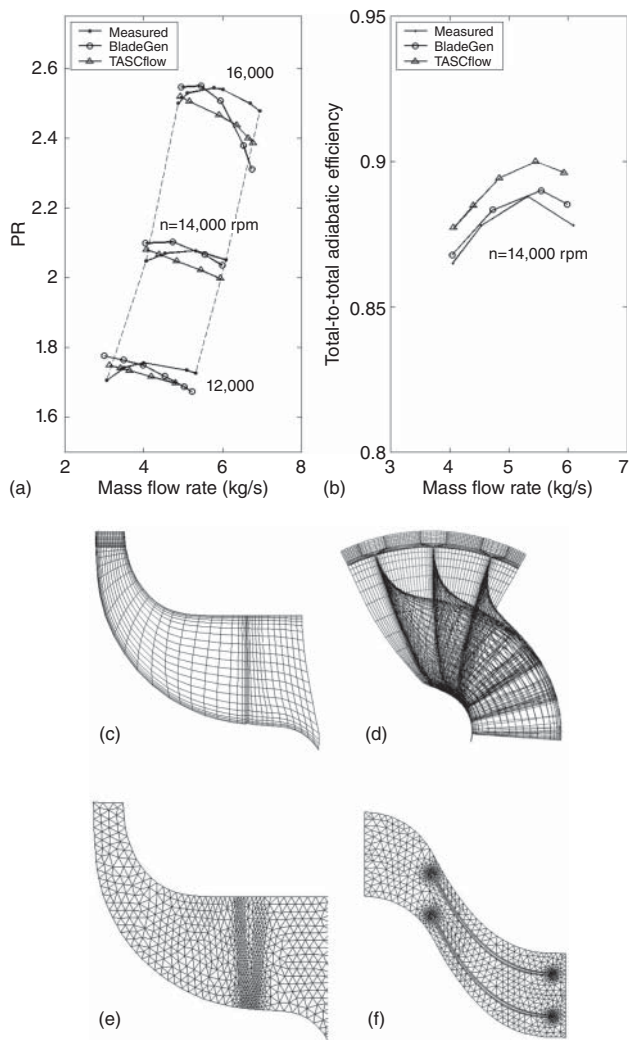 Measured
BladeGen
TASCflow
2.6
2.4
2.2
2
1.8
1.6
PR
16,000
n=14,000 rpm
12,000
2
4
6
8
(a)
Mass flow rate (kg/s)
Measured
BladeGen
TASCflow
0.95
0.9
0.85
0.8
Total-to-total adiabatic efficiency
n=14,000 rpm
3
4
5
6
7
(b)
Mass flow rate (kg/s)
(c)
(d)
(e)
(f)